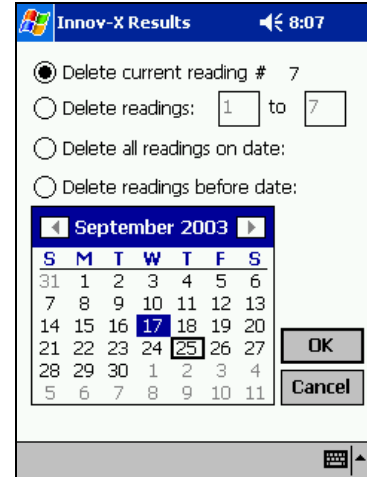 Innov-X Results 8:07
Delete current reading # 7
Delete readings: 1 to 7
Delete all readings on date:
Delete readings before date:
September 2003
S M T W T F S
31 1 2 3 4 5 6
7 8 9 10 11 12 13
14 15 16 17 18 19 20
21 22 23 24 25 26 27
28 29 30 1 2 3 4
5 6 7 8 9 10 11
OK
Cancel